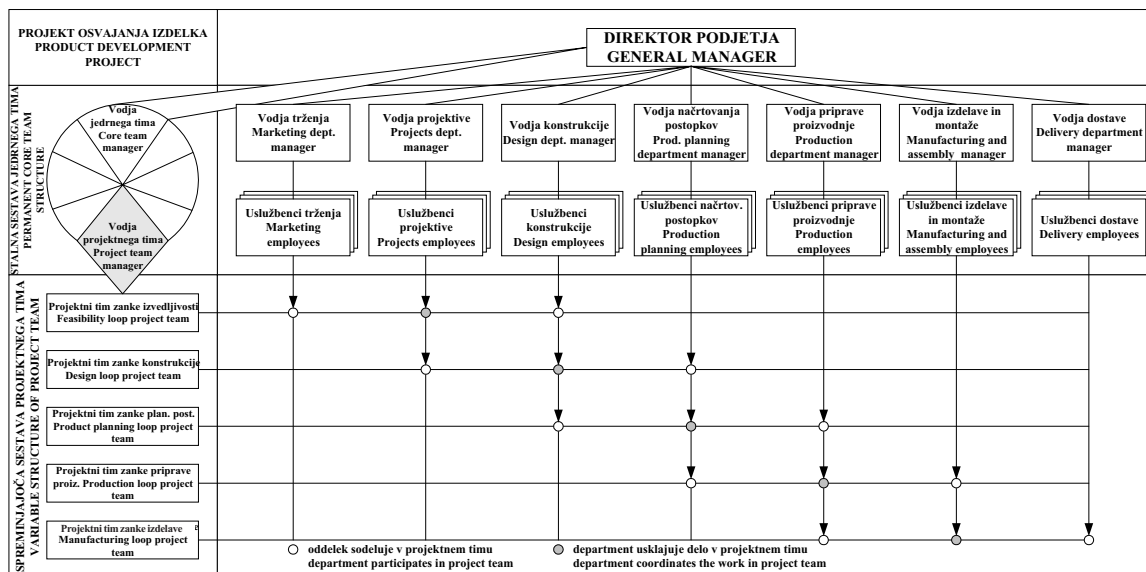 PROJEKT OSVAJANJA IZDELKA
PRODUCT DEVELOPMENT
PROJECT
DIREKTOR PODJETJA
GENERAL MANAGER
STALNA SESTAVA JEDRNEGA TIMA
PERMANENT CORE TEAM
STRUCTURE
Vodja
jedrnega tima
Core team
manager
Vodja
projektnega tima
Project team
manager
Vodja trženja
Marketing dept.
manager
Vodja projektive
Projects dept.
manager
Vodja konstrukcije
Design dept. manager
Vodja načrtovanja
postopkov
Prod. planning
department manager
Vodja priprave
proizvodnje
Production
department manager
Vodja izdelave in
montaže
Manufacturing and
assembly manager
Vodja dostave
Delivery department
manager
Uslužbenci trženja
Marketing
employees
Uslužbenci
projektive
Projects employees
Uslužbenci
konstrukcije
Design employees
Uslužbenci načrtov.
postopkov
Production
planning employees
Uslužbenci priprave
proizvodnje
Production
employees
Uslužbenci izdelave
in montaže
Manufacturing and
assembly employees
Uslužbenci dostave
Delivery employees
SPREMINJAJOČA SESTAVA PROJEKTNEGA TIMA
VARIABLE STRUCTURE OF PROJECT TEAM
Projektni tim zanke izvedljivosti
Feasibility loop project team
Projektni tim zanke konstrukcije
Design loop project team
Projektni tim zanke plan. post.
Product planning loop project
team
Projektni tim zanke priprave
proiz. Production loop project
team
Projektni tim zanke izdelave
Manufacturing loop project
team
oddelek sodeluje v projektnem timu
department participates in project team
department usklajuje delo v projektnem timu
department coordinates the work in project team